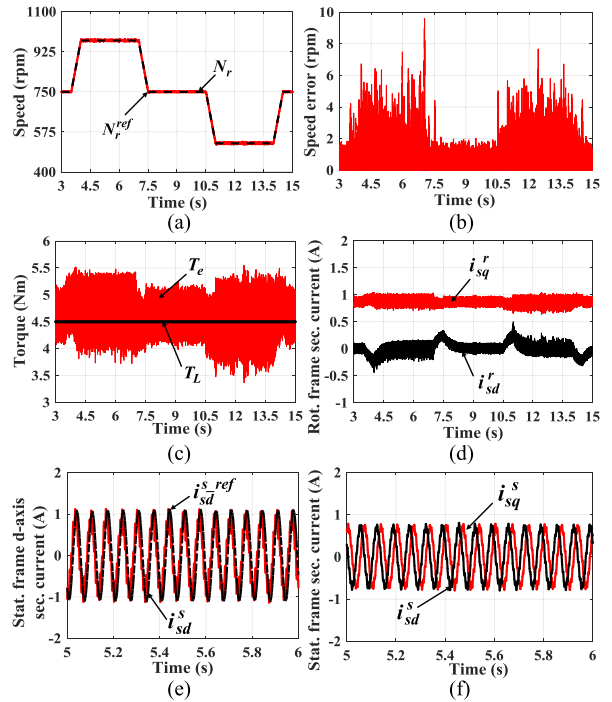 1100
925
750
575
400
Speed (rpm)
N_r
N_r^ref
3 4.5 6 7.5 9 10.5 12 13.5 15
Time (s)
(a)
10
8
6
4
2
0
Speed error (rpm)
3 4.5 6 7.5 9 10.5 12 13.5 15
Time (s)
(b)
6
5.5
5
4.5
4
3.5
3
Torque (Nm)
T_e
T_L
3 4.5 6 7.5 9 10.5 12 13.5 15
Time (s)
(c)
2
1.5
1
0.5
0
-0.5
-1
Rot. frame sec. current (A)
i_sq^r
i_sd^r
3 4.5 6 7.5 9 10.5 12 13.5 15
Time (s)
(d)
2
1
0
-1
-2
Stat. frame d-axis
sec. current (A)
i_sd^s_ref
i_sd^s
5 5.2 5.4 5.6 5.8 6
Time (s)
(e)
2
1
0
-1
-2
Stat. frame sec. current (A)
i_sq^s
i_sd^s
5 5.2 5.4 5.6 5.8 6
Time (s)
(f)